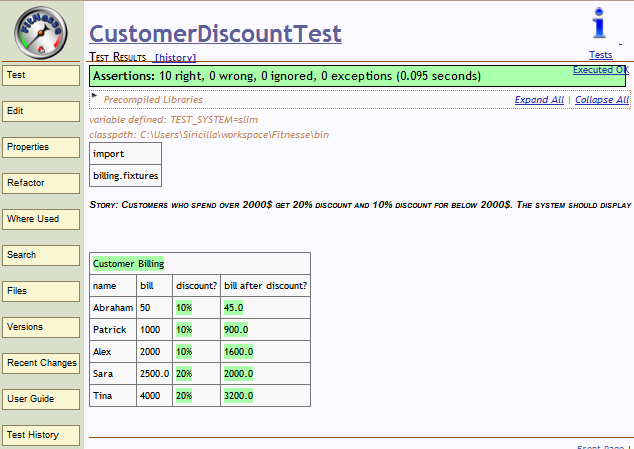 FitNesse
CustomerDiscountTest
Test Results [history]
Tests
Executed OK
Assertions: 10 right, 0 wrong, 0 ignored, 0 exceptions (0.095 seconds)
Precompiled Libraries Expand All | Collapse All
variable defined: TEST_SYSTEM=slim
classpath: C:\Users\Siricilla\workspace\Fitnesse\bin
import
billing.fixtures
Story: Customers who spend over 2000$ get 20% discount and 10% discount for below 2000$. The system should display
Customer Billing
name bill discount? bill after discount?
Abraham 50 10% 45.0
Patrick 1000 10% 900.0
Alex 2000 10% 1600.0
Sara 2500.0 20% 2000.0
Tina 4000 20% 3200.0
Test
Edit
Properties
Refactor
Where Used
Search
Files
Versions
Recent Changes
User Guide
Test History
Front Page |